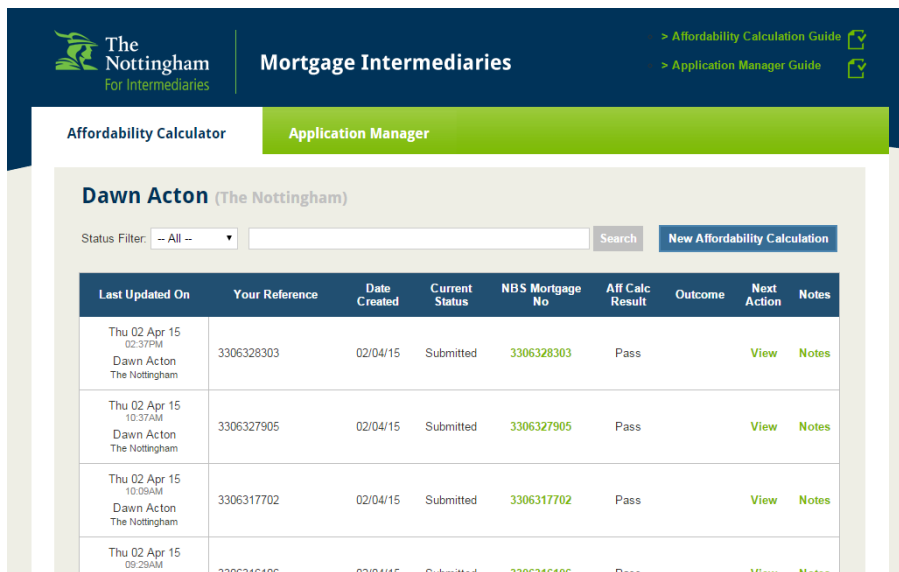 The
Nottingham
For Intermediaries
Mortgage Intermediaries
> Affordability Calculation Guide
> Application Manager Guide
Affordability Calculator
Application Manager
Dawn Acton (The Nottingham)
Status Filter: -- All -- Search New Affordability Calculation
Last Updated On Your Reference Date Created Current Status NBS Mortgage No Aff Calc Result Outcome Next Action Notes
Thu 02 Apr 15
02:37PM
Dawn Acton
The Nottingham
3306328303 02/04/15 Submitted 3306328303 Pass View Notes
Thu 02 Apr 15
10:37AM
Dawn Acton
The Nottingham
3306327905 02/04/15 Submitted 3306327905 Pass View Notes
Thu 02 Apr 15
10:09AM
Dawn Acton
The Nottingham
3306317702 02/04/15 Submitted 3306317702 Pass View Notes
Thu 02 Apr 15
09:29AM